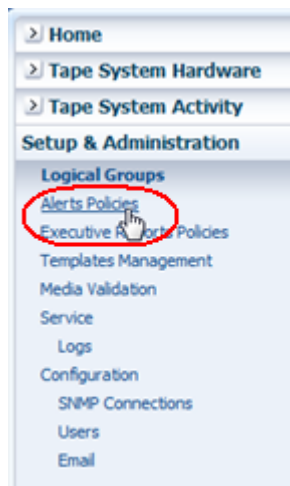 Home
Tape System Hardware
Tape System Activity
Setup & Administration
Logical Groups
Alerts Policies
Executive Reports Policies
Templates Management
Media Validation
Service
Logs
Configuration
SNMP Connections
Users
Email